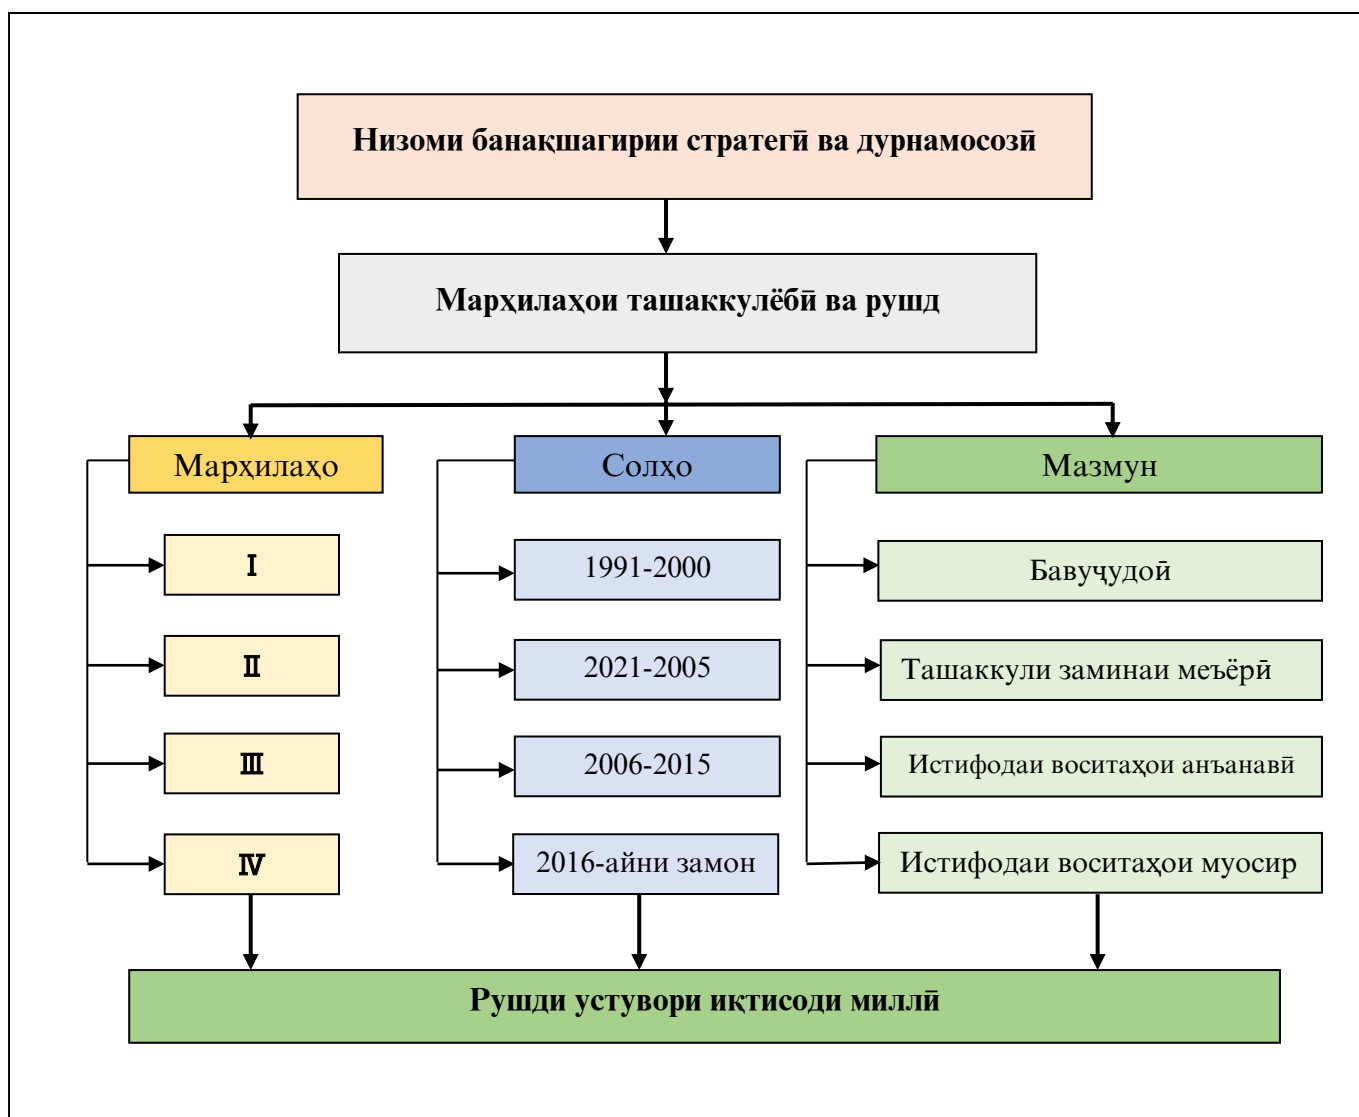 Низоми банақшагирии стратегӣ ва дурнамосозӣ
Марҳилаҳои ташаккулёбӣ ва рушд
Марҳилаҳо
Солҳо
Мазмун
I
1991-2000
Бавуҷудоӣ
II
2021-2005
Ташаккули заминаи меъёрӣ
III
2006-2015
Истифодаи воситаҳои анъанавӣ
IV
2016-айни замон
Истифодаи воситаҳои муосир
Рушди устувори иқтисоди миллӣ